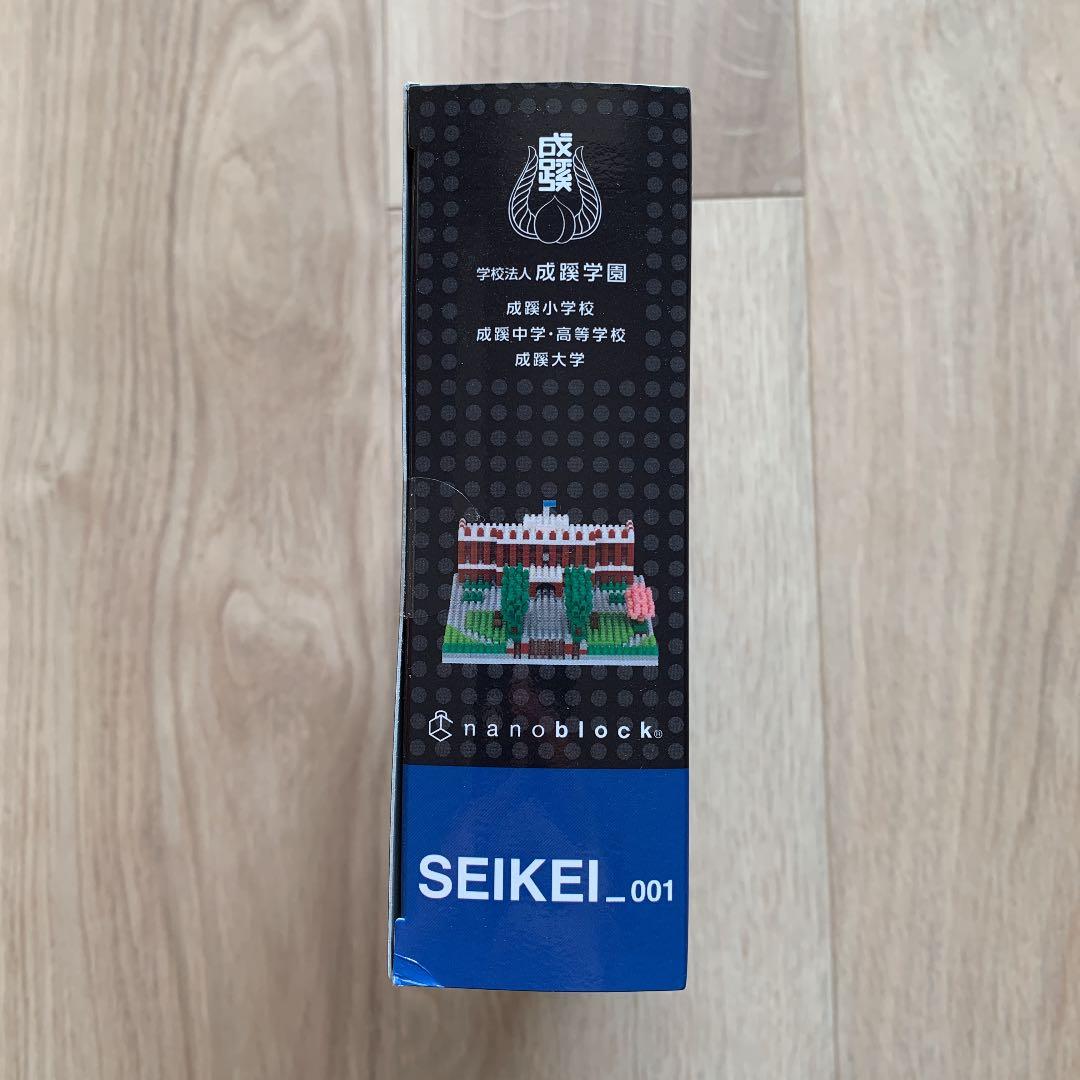 成蹊
学校法人 成蹊学園
成蹊小学校
成蹊中学・高等学校
成蹊大学
nanoblock®
SEIKEI_001